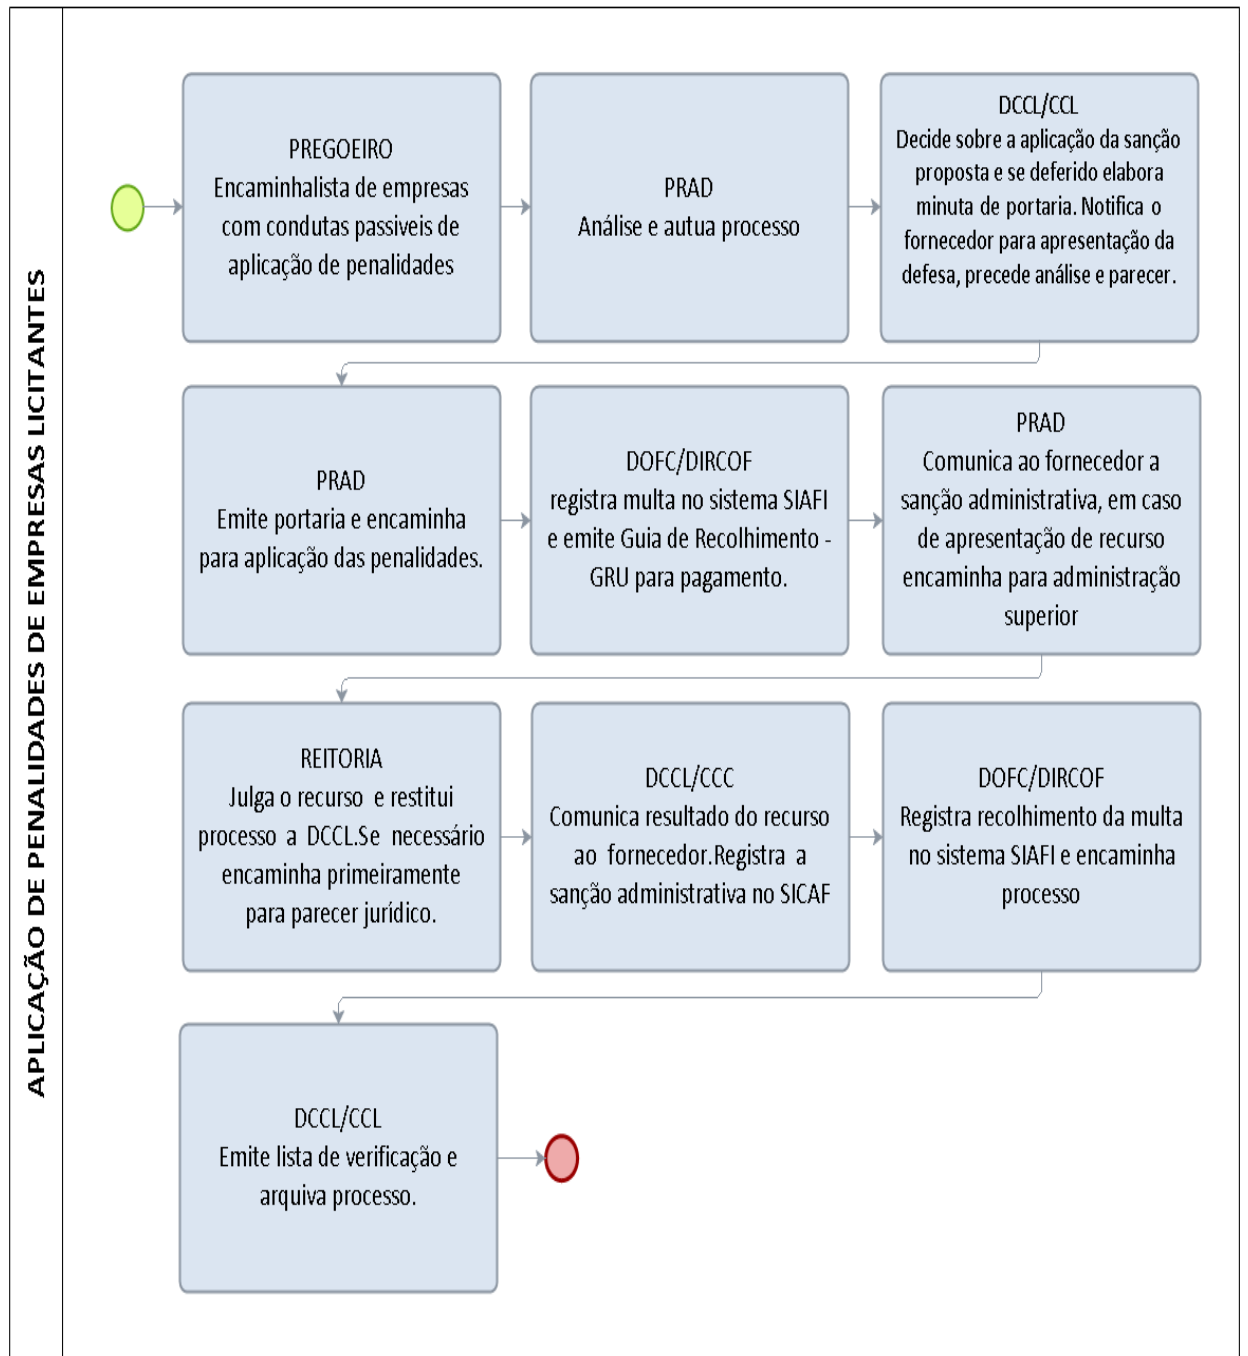 APLICAÇÃO DE PENALIDADES DE EMPRESAS LICITANTES
PREGOEIRO
Encaminhalista de empresas
com condutas passiveis de
aplicação de penalidades
PRAD
Análise e autua processo
DCCL/CCL
Decide sobre a aplicação da sanção
proposta e se deferido elabora
minuta de portaria. Notifica o
fornecedor para apresentação da
defesa, precede análise e parecer.
PRAD
Emite portaria e encaminha
para aplicação das penalidades.
DOFC/DIRCOF
registra multa no sistema SIAFI
e emite Guia de Recolhimento -
GRU para pagamento.
PRAD
Comunica ao fornecedor a
sanção administrativa, em caso
de apresentação de recurso
encaminha para administração
superior
REITORIA
Julga o recurso e restitui
processo a DCCL.Se necessário
encaminha primeiramente
para parecer jurídico.
DCCL/CCC
Comunica resultado do recurso
ao fornecedor.Registra a
sanção administrativa no SICAF
DOFC/DIRCOF
Registra recolhimento da multa
no sistema SIAFI e encaminha
processo
DCCL/CCL
Emite lista de verificação e
arquiva processo.